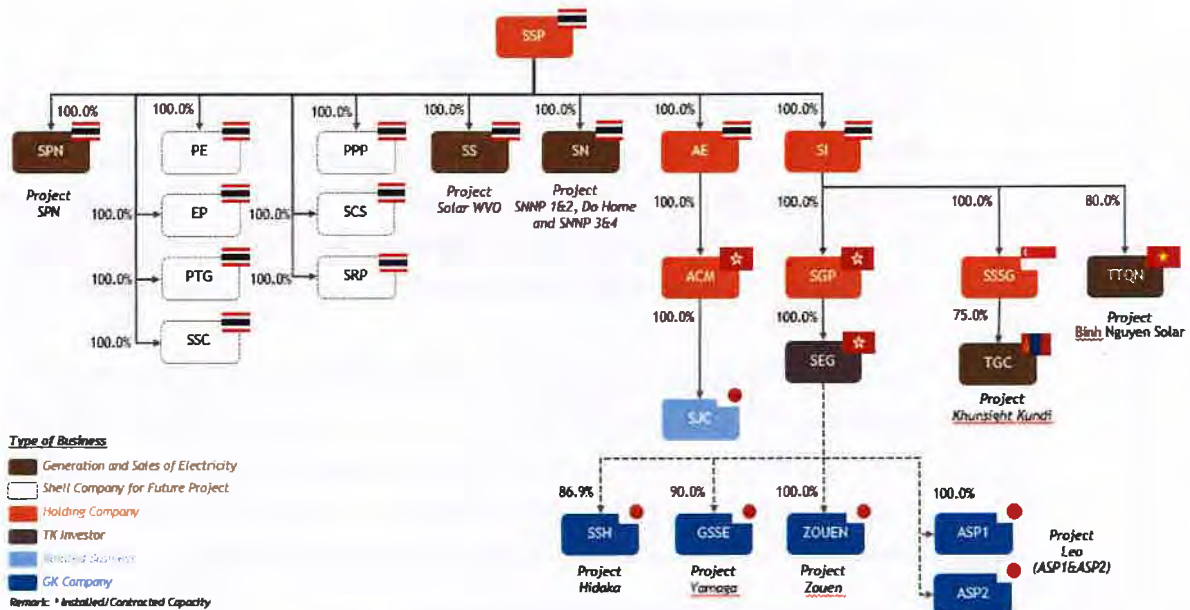 SSP
100.0%
100.0%
100.0%
100.0%
100.0%
100.0%
100.0%
SPN
PE
PPP
SS
SN
AE
SI
Project
SPN
Project
Solar WVO
Project
SNNP 1&2, Do Home
and SNNP 3&4
100.0%
EP
100.0%
SCS
100.0%
100.0%
100.0%
80.0%
100.0%
PTG
100.0%
SRP
ACM
SGP
SSSG
TTQN
Project
Binh Nguyen Solar
100.0%
SSC
100.0%
100.0%
75.0%
SEG
TGC
Project
Khunsight Kundi
SJC
Type of Business
Generation and Sales of Electricity
Shell Company for Future Project
Holding Company
TK Investor
Related Business
GK Company
Remark: * Installed/Contracted Capacity
86.9%
90.0%
100.0%
100.0%
SSH
GSSE
ZOUEN
ASP1
Project
Hidaka
Project
Yamaga
Project
Zouen
Project
Leo
(ASP1&ASP2)
ASP2